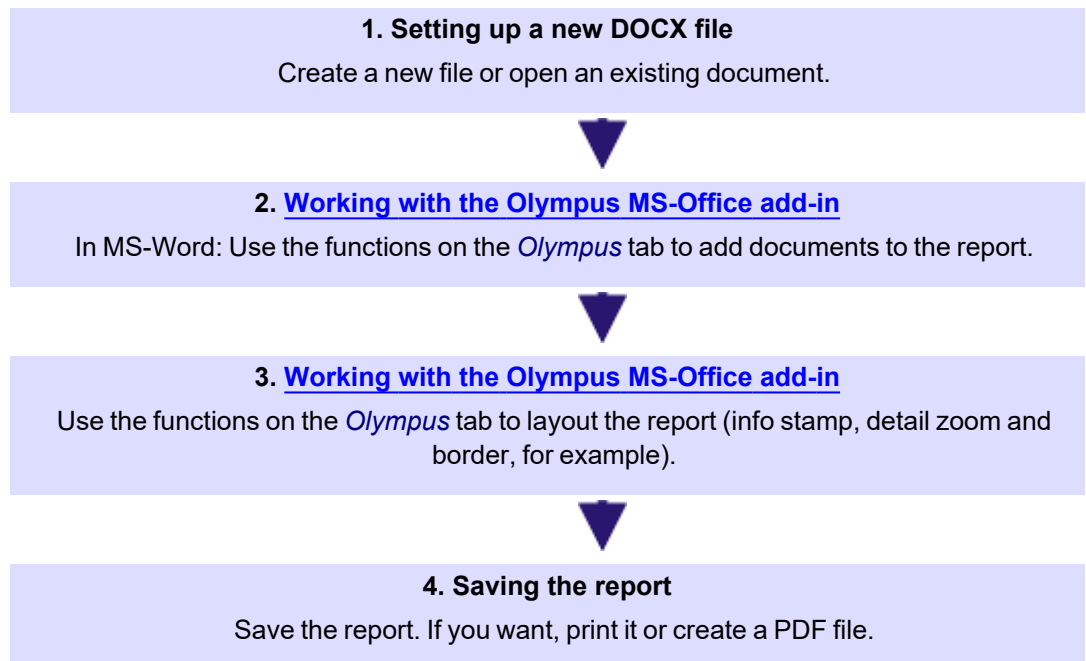 1. Setting up a new DOCX file
Create a new file or open an existing document.
2. Working with the Olympus MS-Office add-in
In MS-Word: Use the functions on the Olympus tab to add documents to the report.
3. Working with the Olympus MS-Office add-in
Use the functions on the Olympus tab to layout the report (info stamp, detail zoom and
border, for example).
4. Saving the report
Save the report. If you want, print it or create a PDF file.